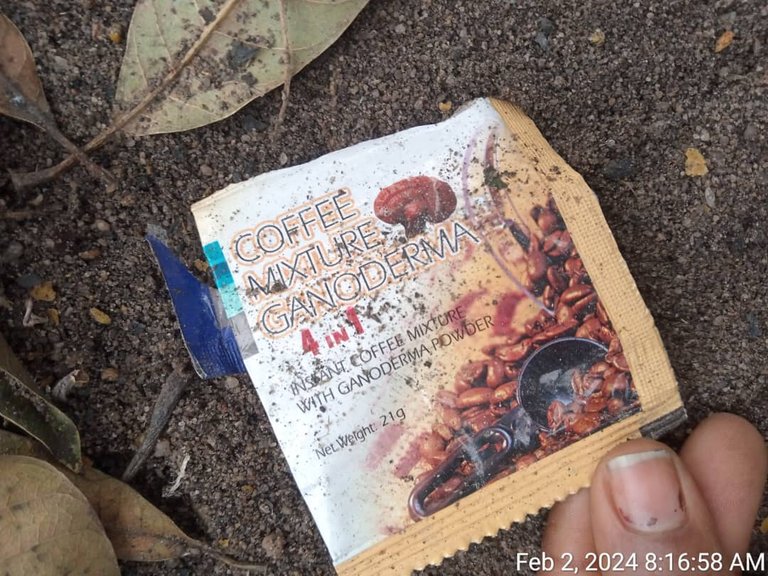 COFFEE
MIXTURE
GANODERMA
4 IN 1
INSTANT COFFEE MIXTURE
WITH GANODERMA POWDER
Net Weight: 21g
Feb 2, 2024 8:16:58 AM